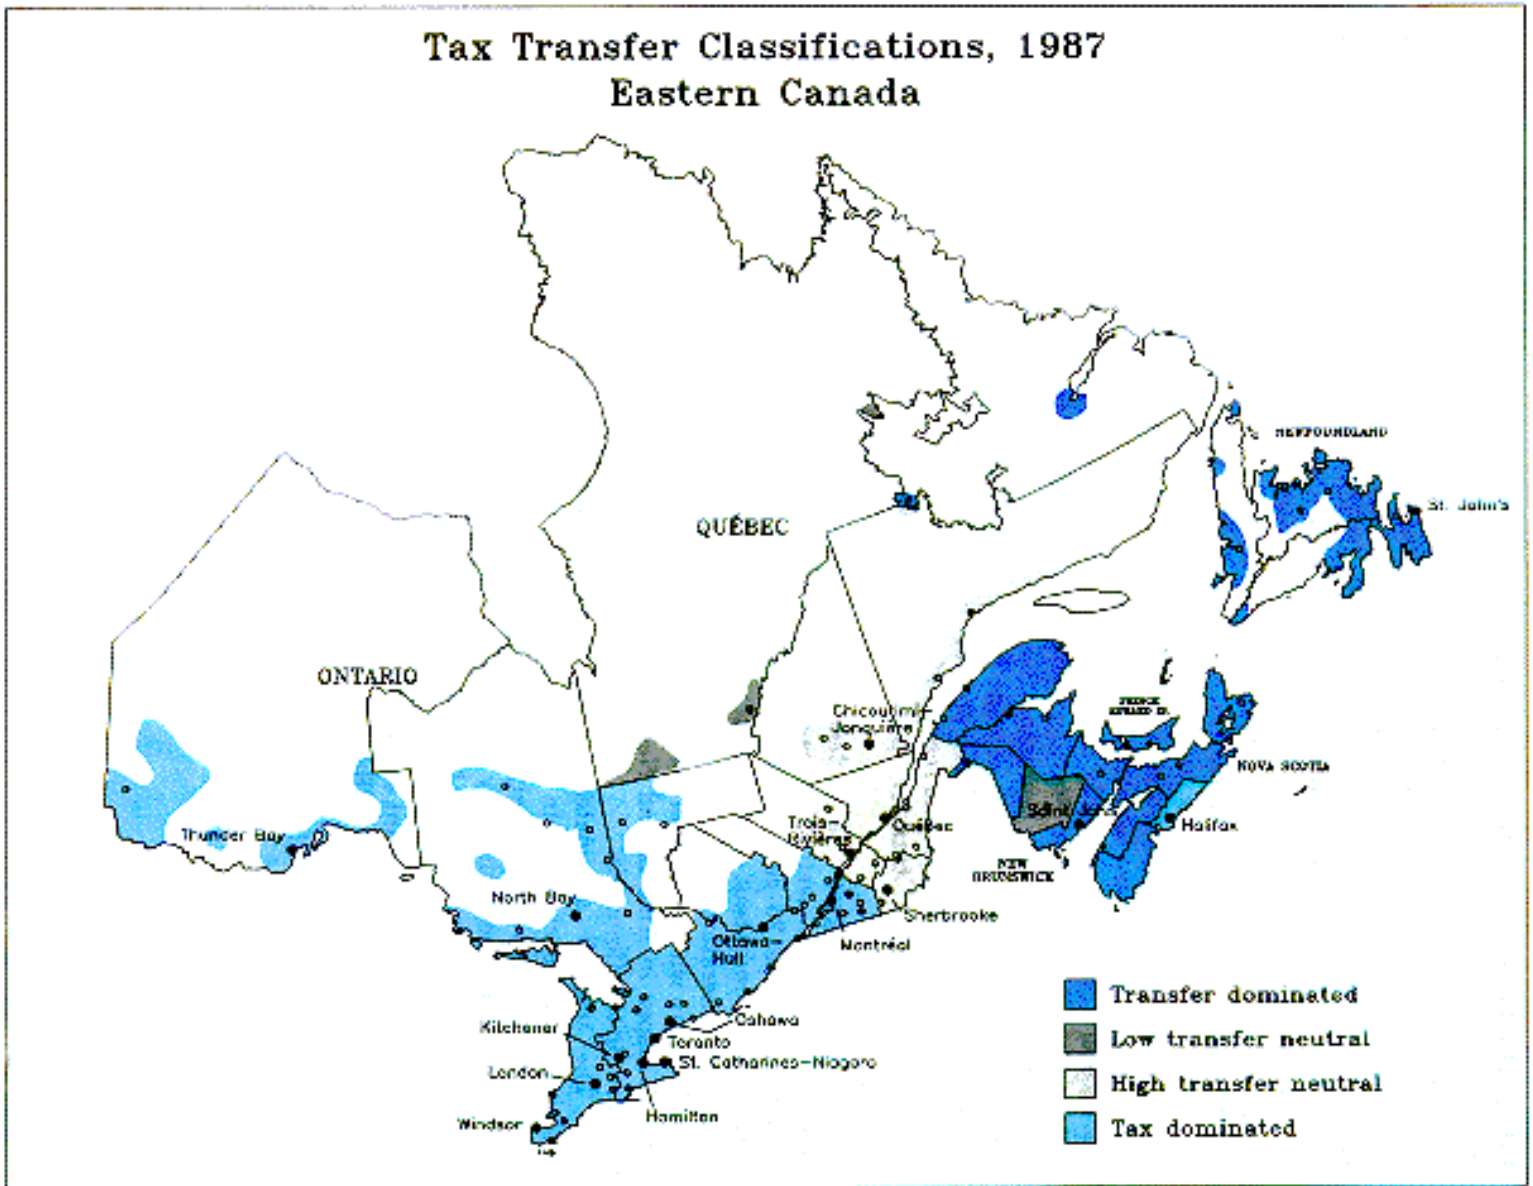 Tax Transfer Classifications, 1987
Eastern Canada
NEWFOUNDLAND
St. John's
QUÉBEC
ONTARIO
Chicoutimi-
Jonquière
PRINCE
EDWARD IS.
NOVA SCOTIA
Saint John
Halifax
NEW
BRUNSWICK
Thunder Bay
Trois-
Rivières
Québec
North Bay
Sherbrooke
Ottawa-
Hull
Montréal
Transfer dominated
Low transfer neutral
High transfer neutral
Tax dominated
Kitchener
Oshawa
Toronto
St. Catharines-Niagara
London
Hamilton
Windsor